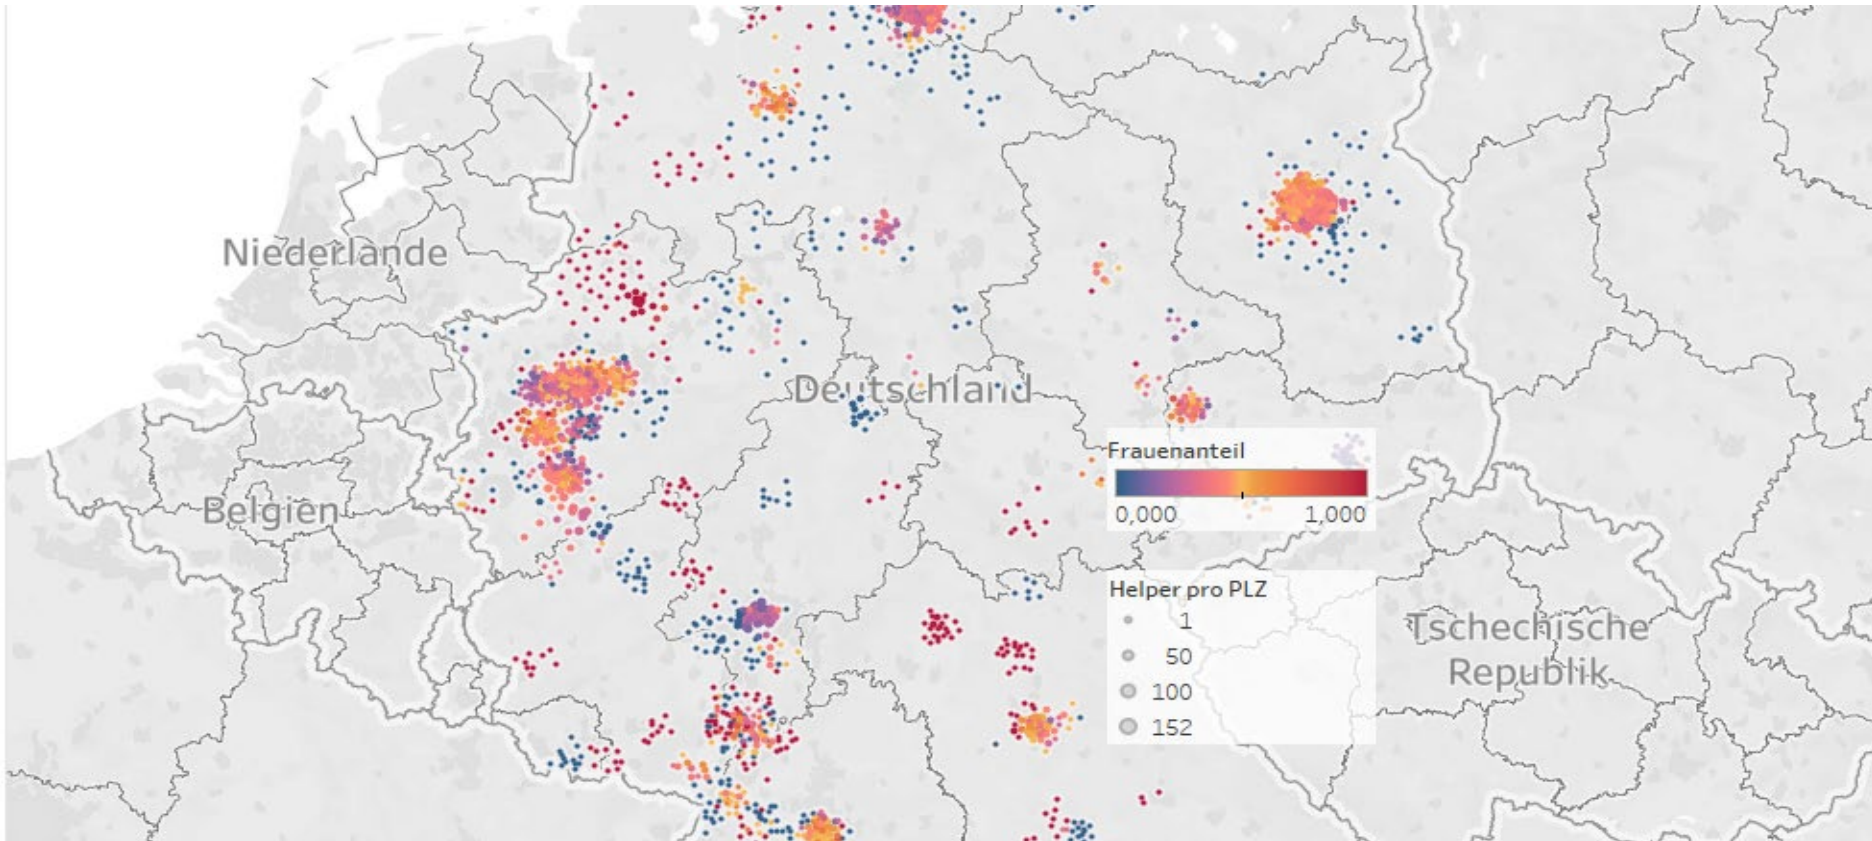 Niederlande
Deutschland
Belgien
Frauenanteil
0,000 1,000
Helper pro PLZ
1
50
100
152
Tschechische
Republik